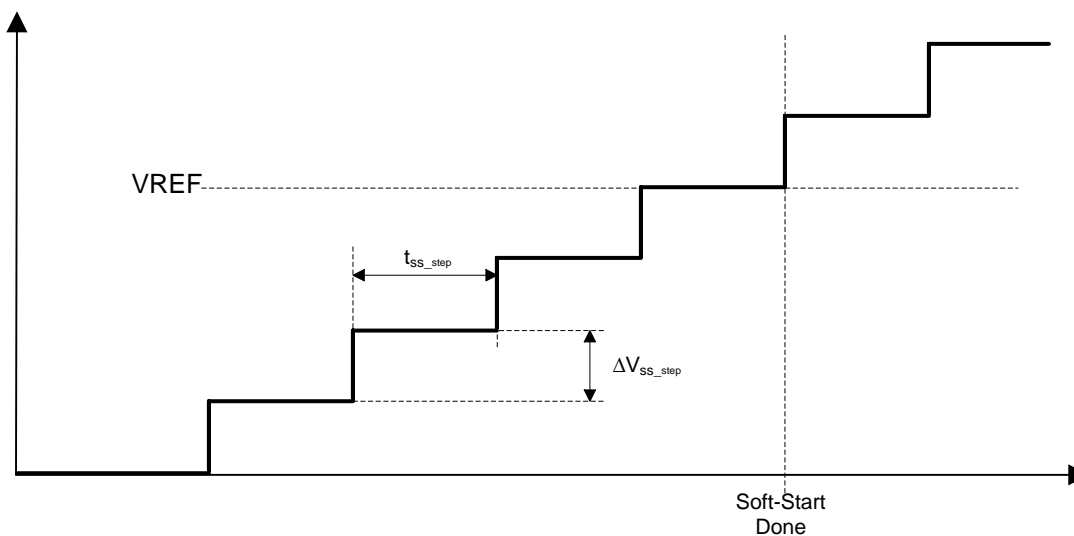 VREF
tss_step
ΔVss_step
Soft-Start
Done